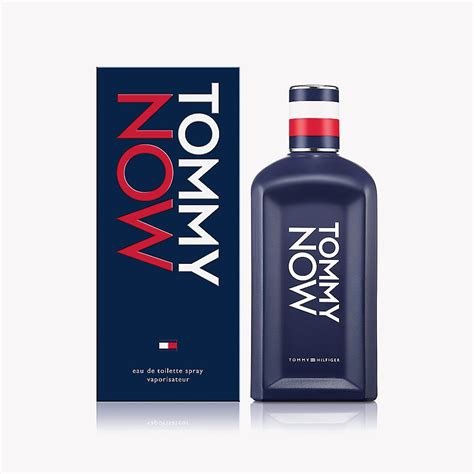 TOMMY
NOW
eau de toilette spray
vaporisateur
TOMMY
NOW
TOMMY HILFIGER